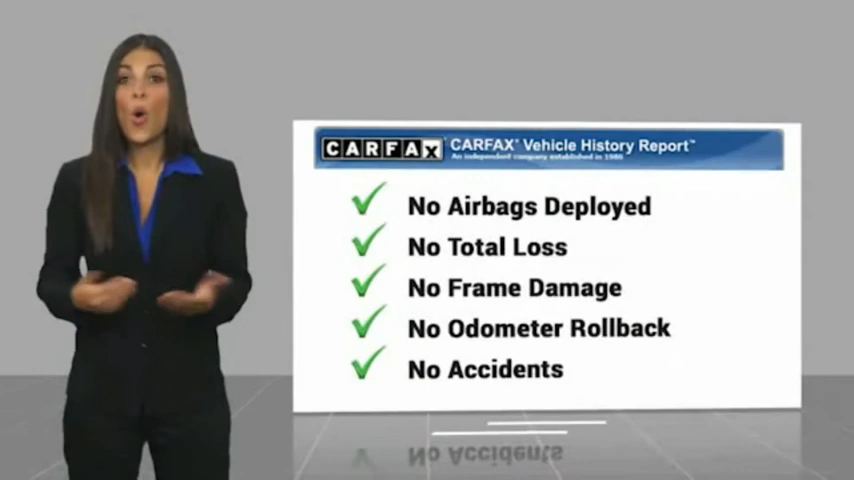 CARFAX CARFAX® Vehicle History Report™
An independent company established in 1986
No Airbags Deployed
No Total Loss
No Frame Damage
No Odometer Rollback
No Accidents
No Accidents